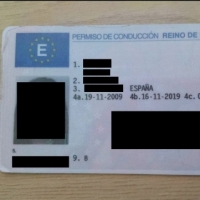 E
PERMISO DE CONDUCCIÓN REINO DE
1.
2.
3. ESPAÑA
4a.19-11-2009 4b.16-11-2019 4c.
5.
9. B